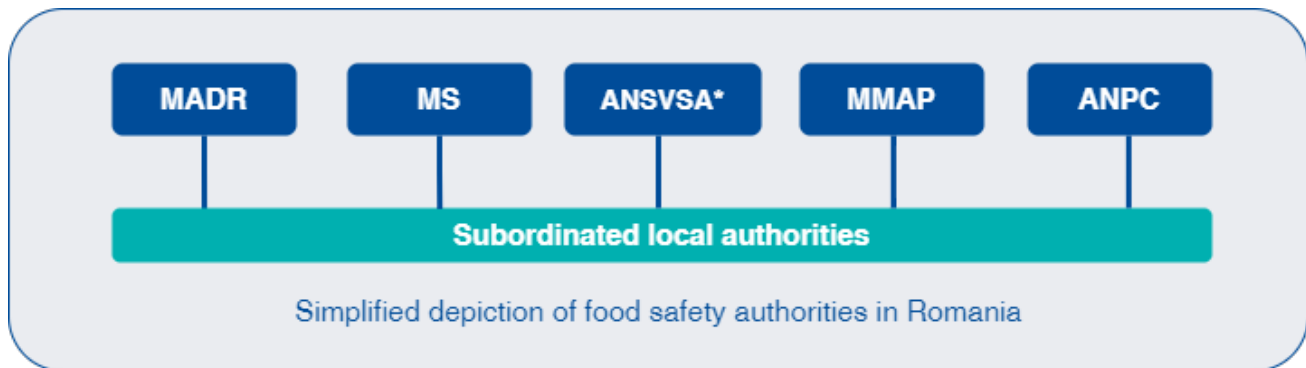 MADR
MS
ANSVSA*
MMAP
ANPC
Subordinated local authorities
Simplified depiction of food safety authorities in Romania